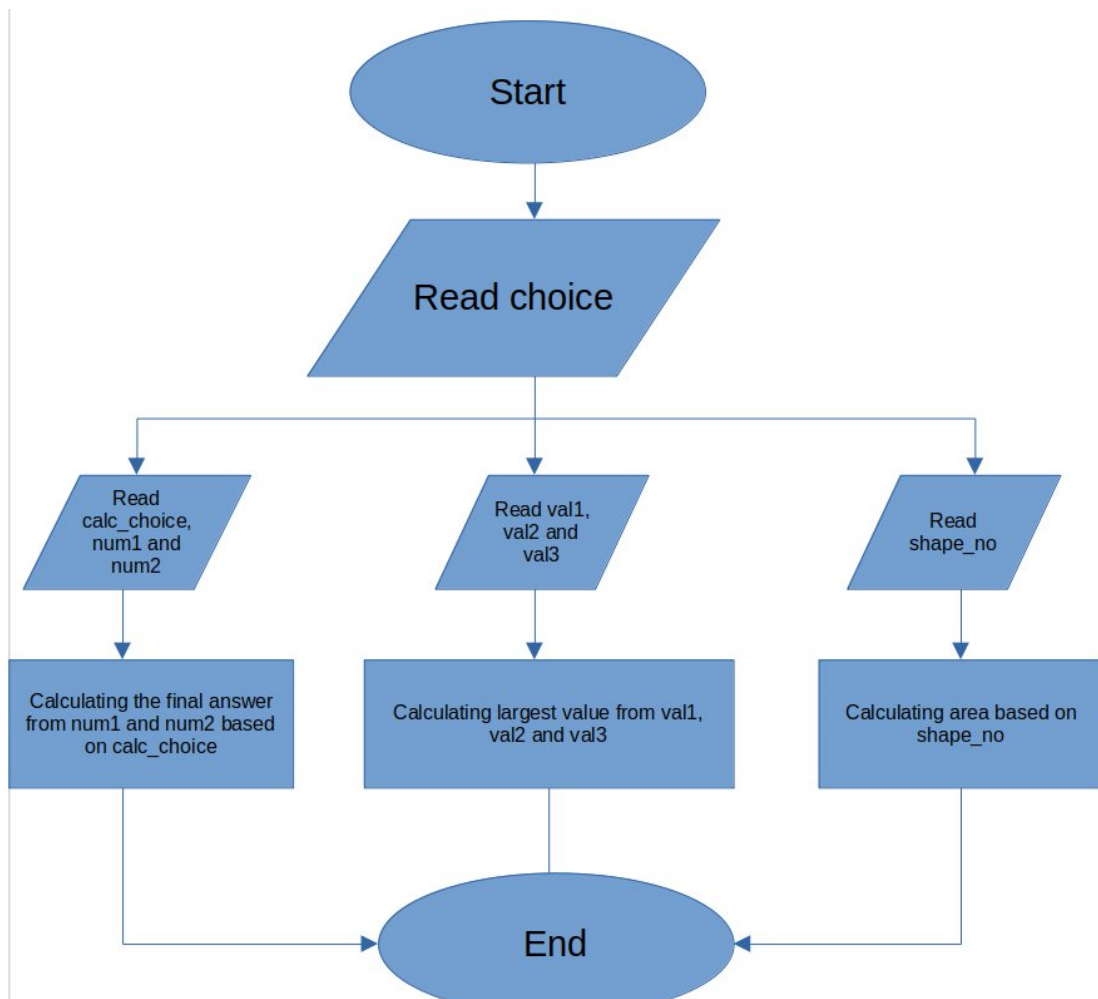 Start
Read choice
Read
calc_choice,
num1 and
num2
Read val1,
val2 and
val3
Read
shape_no
Calculating the final answer
from num1 and num2 based
on calc_choice
Calculating largest value from val1,
val2 and val3
Calculating area based on
shape_no
End